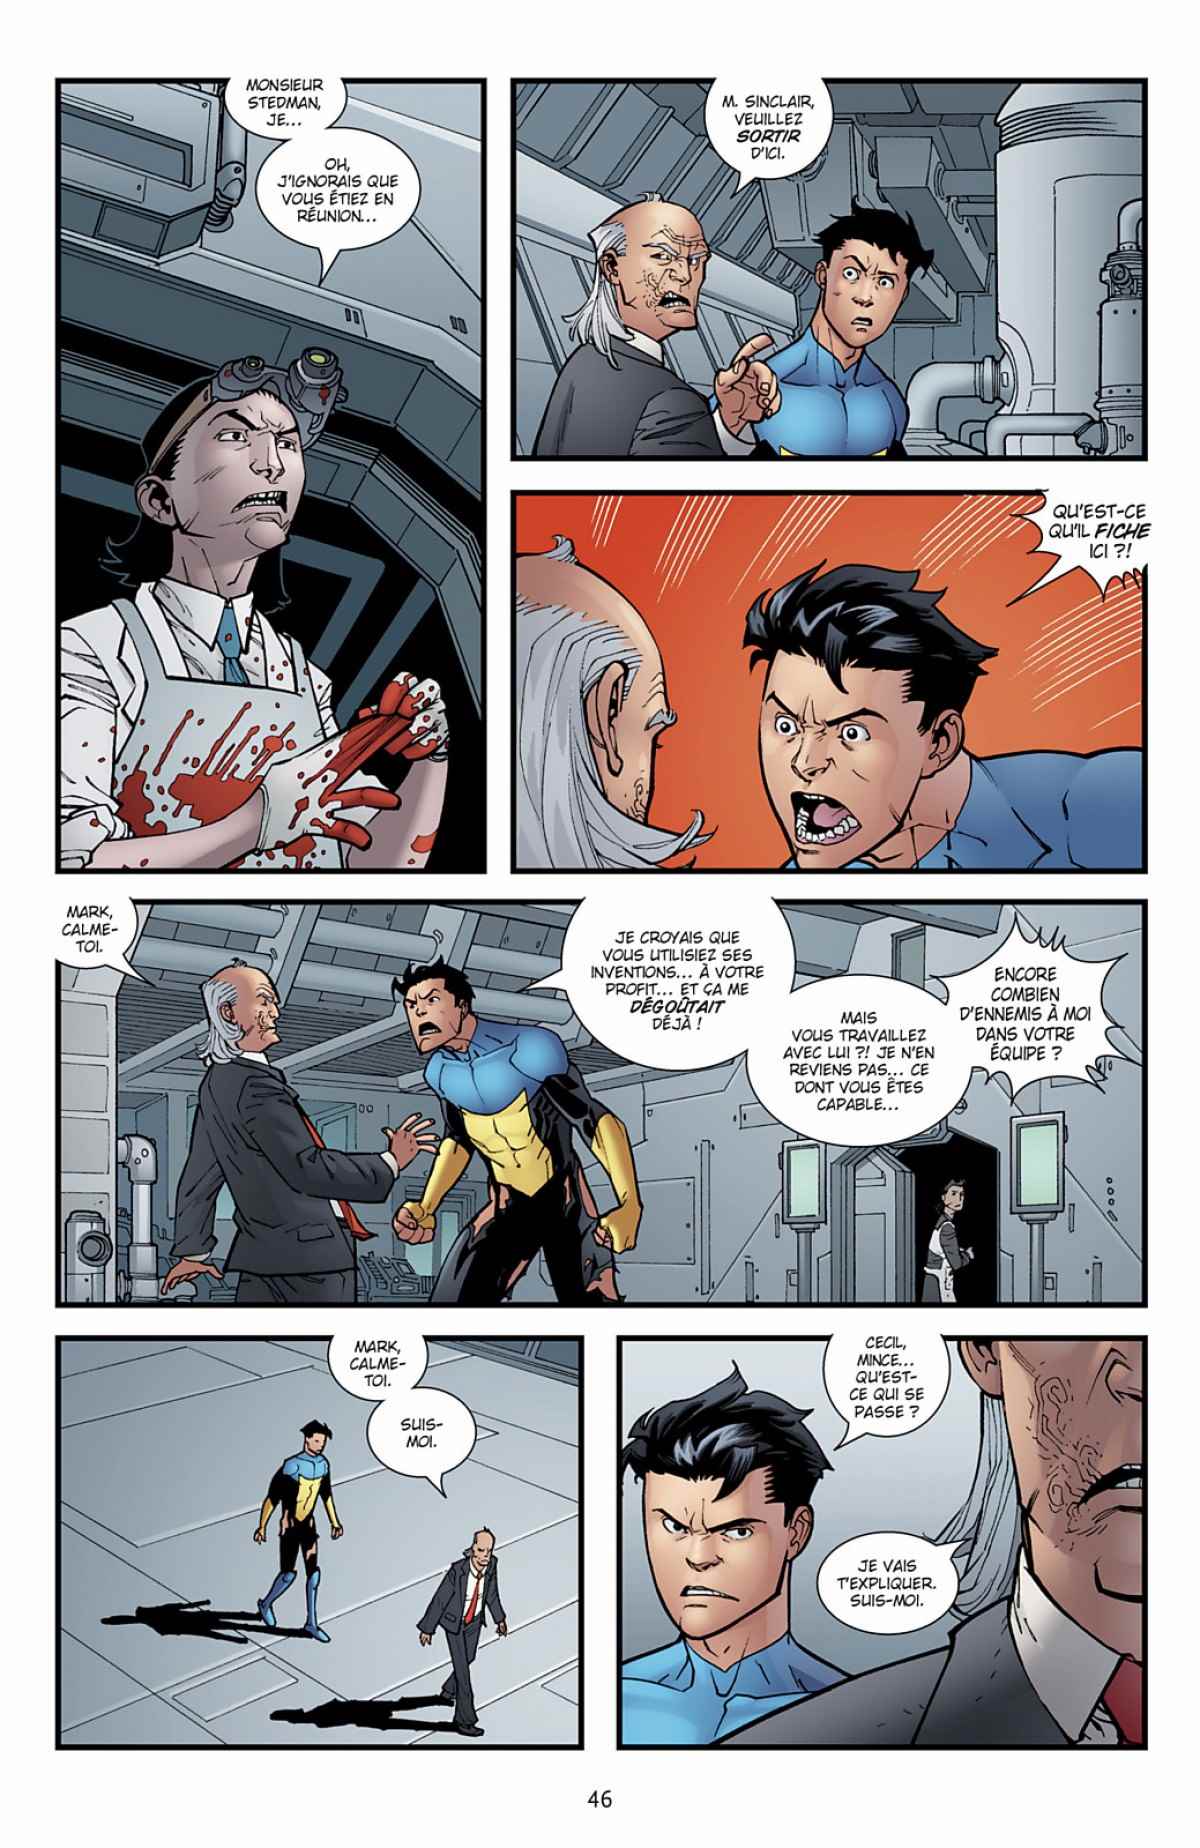 MONSIEUR
STEDMAN,
JE...
OH,
J'IGNORAIS QUE
VOUS ÉTIEZ EN
RÉUNION...
M. SINCLAIR,
VEUILLEZ
SORTIR
D'ICI.
QU'EST-CE
QU'IL FICHE
ICI ?!
MARK,
CALME-
TOI.
JE CROYAIS QUE
VOUS UTILISIEZ SES
INVENTIONS... À VOTRE
PROFIT... ET ÇA ME
DÉGOÛTAIT
DÉJÀ !
MAIS
VOUS TRAVAILLEZ
AVEC LUI ?! JE N'EN
REVIENS PAS... CE
DONT VOUS ÊTES
CAPABLE...
ENCORE
COMBIEN
D'ENNEMIS À MOI
DANS VOTRE
ÉQUIPE ?
MARK,
CALME-
TOI.
SUIS-
MOI.
CECIL,
MINCE...
QU'EST-
CE QUI SE
PASSE ?
JE VAIS
T'EXPLIQUER.
SUIS-MOI.
46